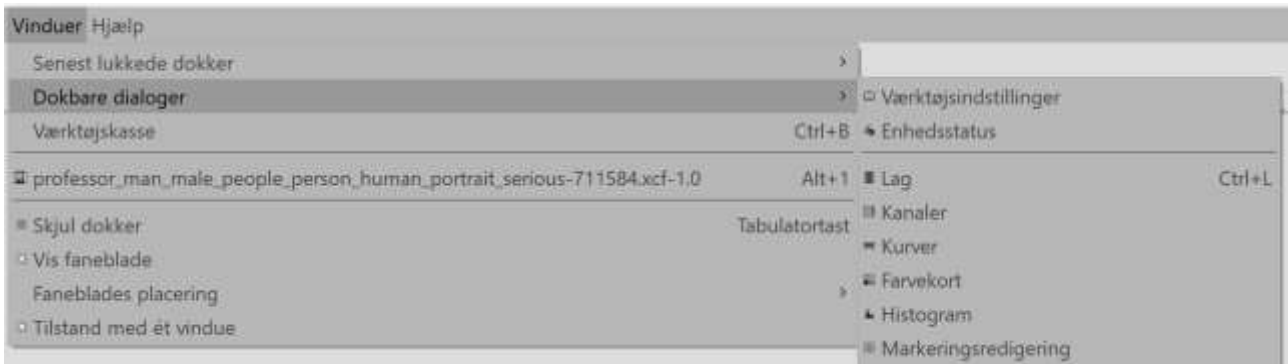 Vinduer Hjælp
Senest lukkede dokker
Dokbare dialoger
Værktøjskasse Ctrl+B
professor_man_male_people_person_human_portrait_serious-711584.xcf-1.0 Alt+1
Skjul dokker Tabulatortast
Vis faneblade
Faneblades placering
Tilstand med ét vindue
Værktøjsindstillinger
Enhedsstatus
Lag Ctrl+L
Kanaler
Kurver
Farvekort
Histogram
Markeringsredigering